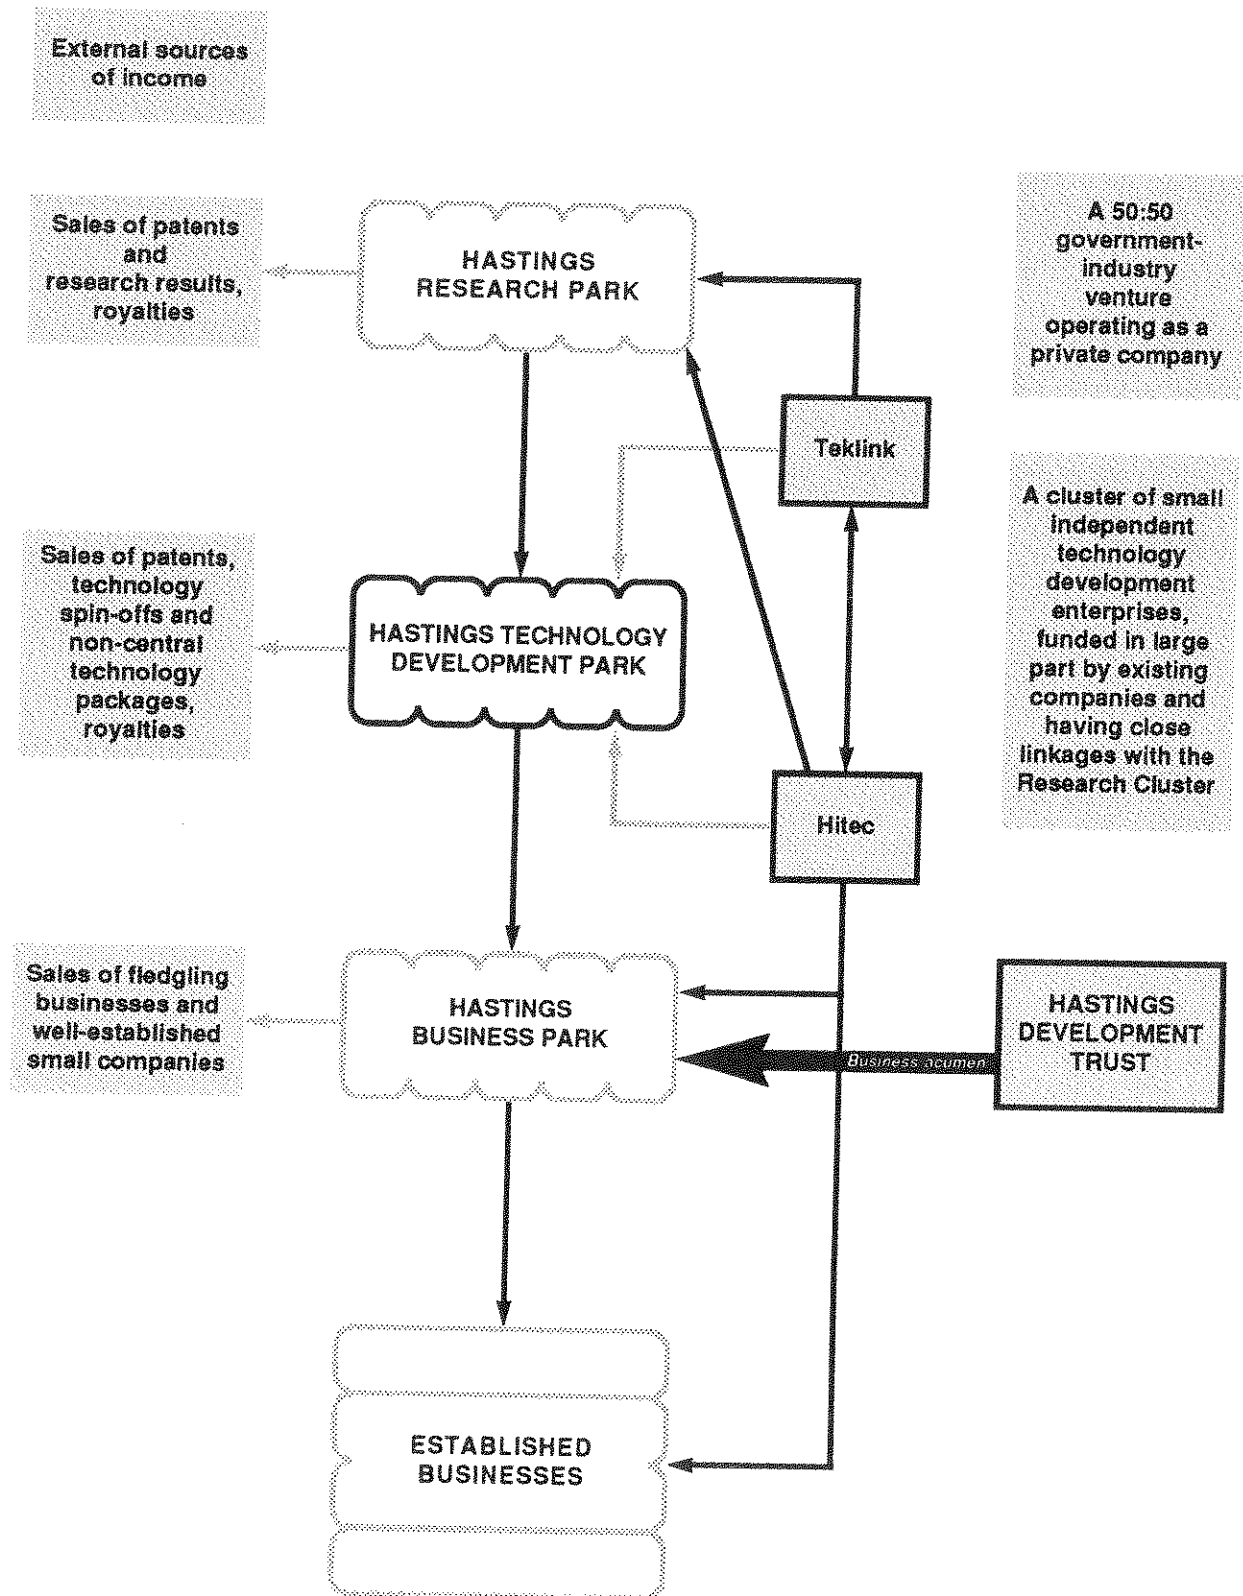 External sources
of income
Sales of patents
and
research results,
royalties
HASTINGS
RESEARCH PARK
A 50:50
government-
industry
venture
operating as a
private company
Teklink
A cluster of small
independent
technology
development
enterprises,
funded in large
part by existing
companies and
having close
linkages with the
Research Cluster
Sales of patents,
technology
spin-offs and
non-central
technology
packages,
royalties
HASTINGS TECHNOLOGY
DEVELOPMENT PARK
Hitec
Sales of fledgling
businesses and
well-established
small companies
HASTINGS
BUSINESS PARK
Business acumen
HASTINGS
DEVELOPMENT
TRUST
ESTABLISHED
BUSINESSES